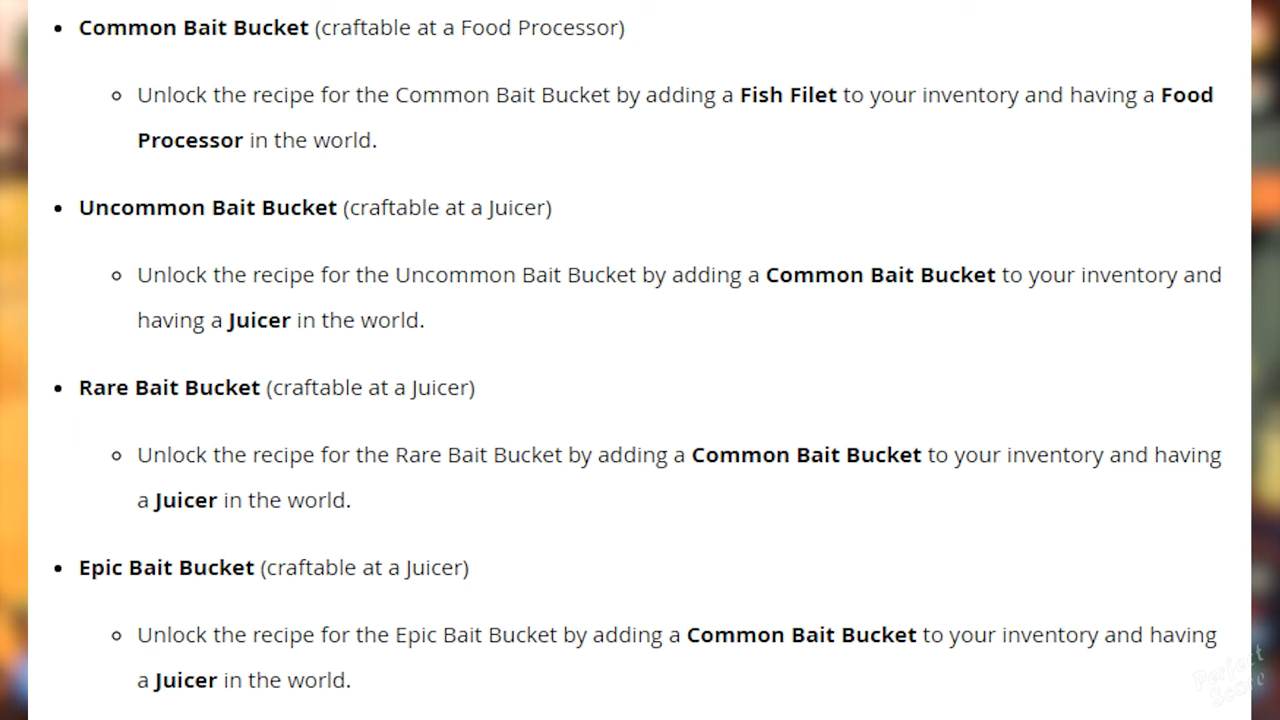 Common Bait Bucket (craftable at a Food Processor)
Unlock the recipe for the Common Bait Bucket by adding a Fish Filet to your inventory and having a Food
Processor in the world.
Uncommon Bait Bucket (craftable at a Juicer)
Unlock the recipe for the Uncommon Bait Bucket by adding a Common Bait Bucket to your inventory and
having a Juicer in the world.
Rare Bait Bucket (craftable at a Juicer)
Unlock the recipe for the Rare Bait Bucket by adding a Common Bait Bucket to your inventory and having
a Juicer in the world.
Epic Bait Bucket (craftable at a Juicer)
Unlock the recipe for the Epic Bait Bucket by adding a Common Bait Bucket to your inventory and having
a Juicer in the world.
Perfect
Score